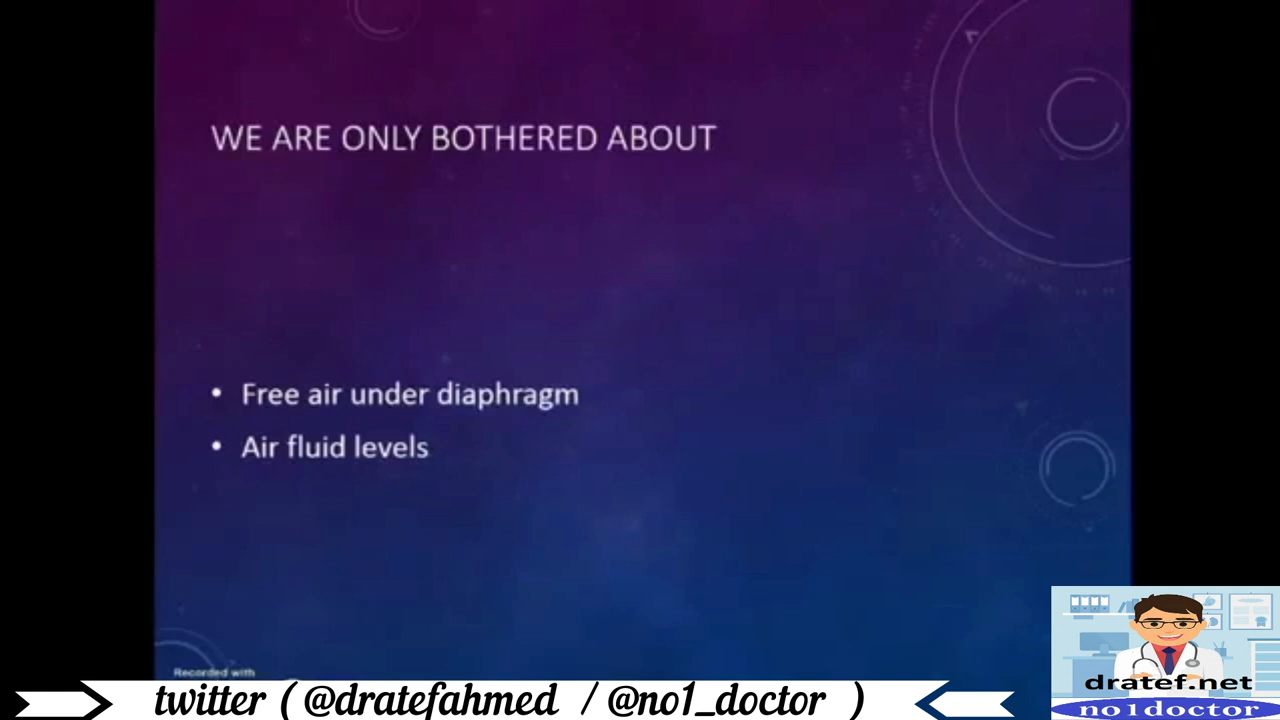 WE ARE ONLY BOTHERED ABOUT
• Free air under diaphragm
• Air fluid levels
Recorded with
twitter ( @dratefahmed / @no1_doctor )
dratef.net
no1doctor